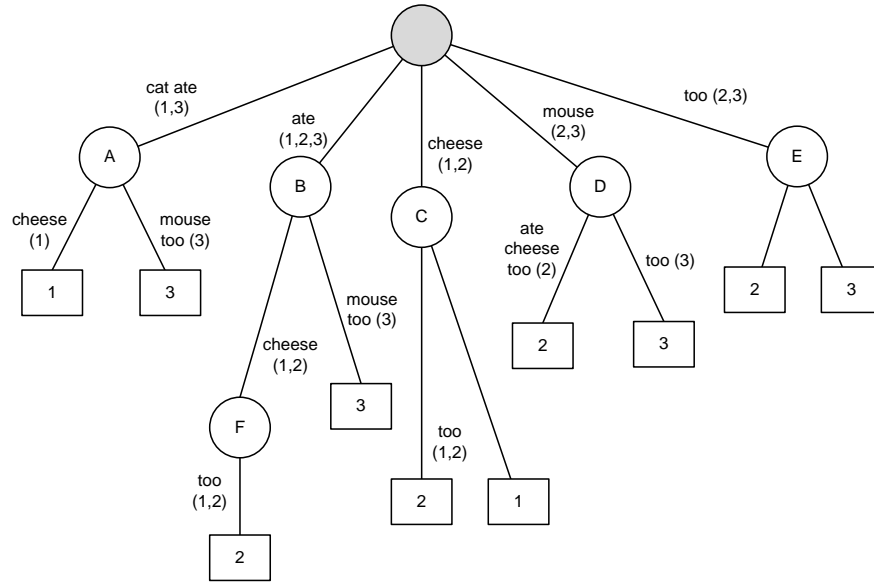 cat ate
(1,3)
ate
(1,2,3)
cheese
(1,2)
mouse
(2,3)
too (2,3)
A
B
C
D
E
cheese
(1)
mouse
too (3)
ate
cheese
too (2)
too (3)
1
3
2
3
2
3
cheese
(1,2)
mouse
too (3)
3
F
too
(1,2)
too
(1,2)
2
1
2